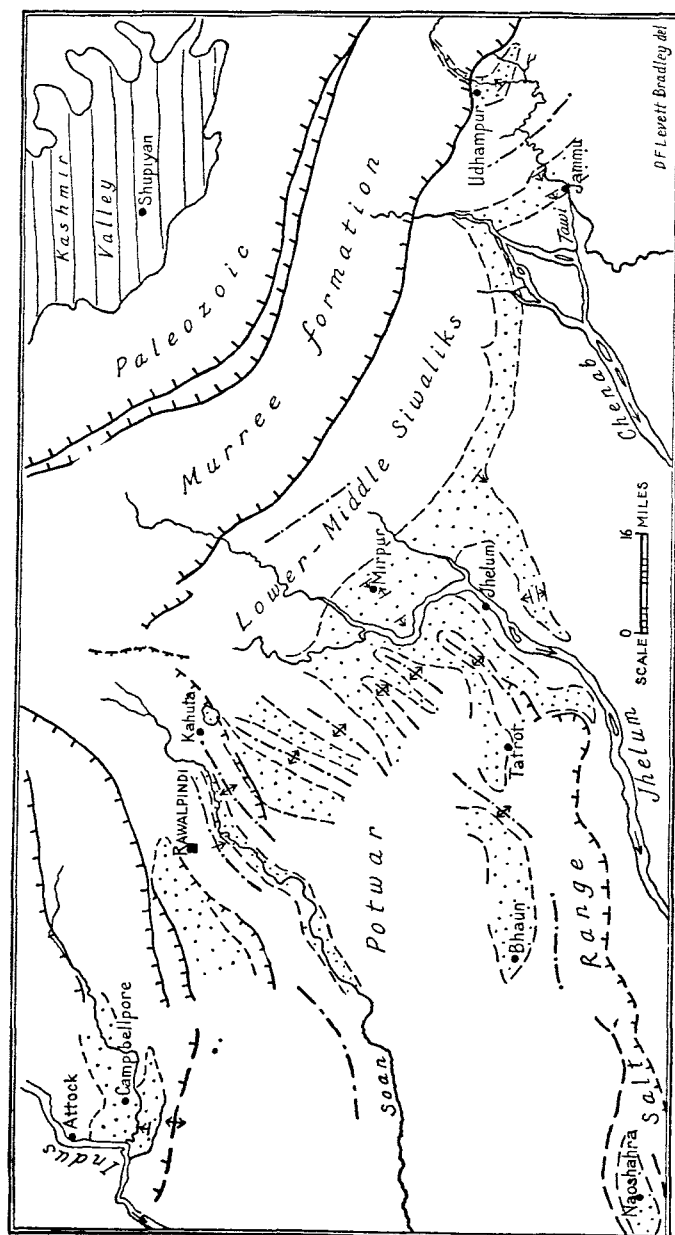 Kashmir
Valley
Shupiyan
Paleozoic
Murree formation
Lower-Middle Siwaliks
Udhampur
Jammu
Tawi
Chenab
Mirpur
Jhelum
Jhelum
Kahuta
RAWALPINDI
Attock
Campbellpore
Indus
Soan
Potwar
Tatrot
Bhaun
Salt Range
Naoshahra
SCALE 0 16 MILES
D F Levett Bradley del